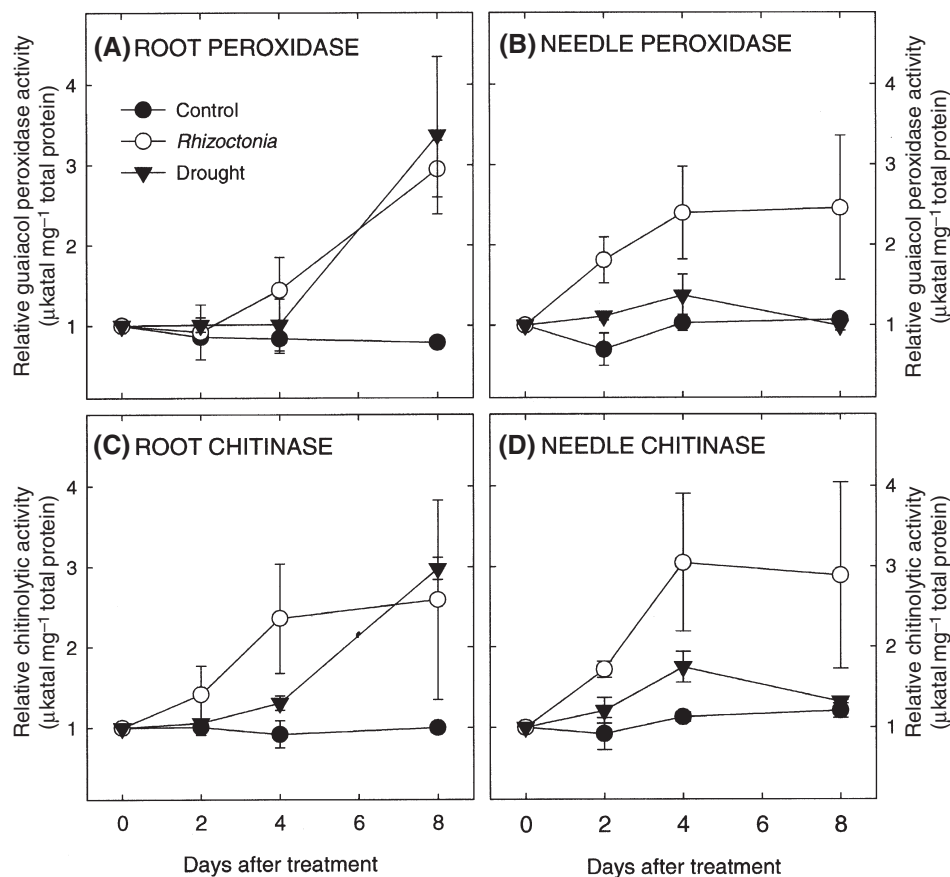 (A) ROOT PEROXIDASE
Control
Rhizoctonia
Drought
Relative guaiacol peroxidase activity
(μkatal mg⁻¹ total protein)
4
3
2
1
(B) NEEDLE PEROXIDASE
4
3
2
1
Relative guaiacol peroxidase activity
(μkatal mg⁻¹ total protein)
(C) ROOT CHITINASE
Relative chitinolytic activity
(μkatal mg⁻¹ total protein)
4
3
2
1
0 2 4 6 8
Days after treatment
(D) NEEDLE CHITINASE
4
3
2
1
Relative chitinolytic activity
(μkatal mg⁻¹ total protein)
0 2 4 6 8
Days after treatment